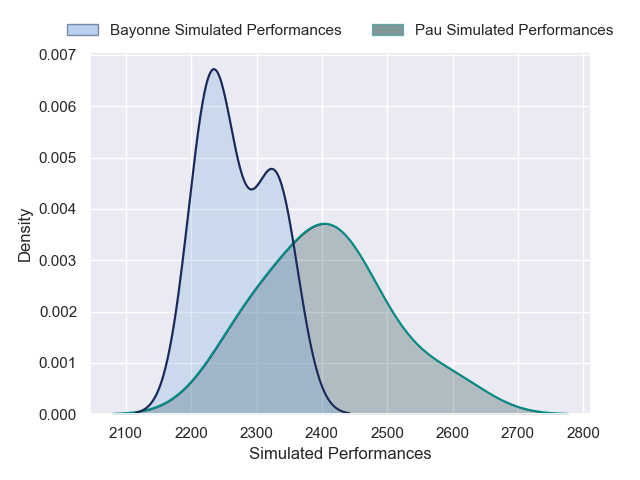 Bayonne Simulated Performances Pau Simulated Performances
0.007
0.006
0.005
0.004
0.003
0.002
0.001
0.000
Density
2100 2200 2300 2400 2500 2600 2700 2800
Simulated Performances